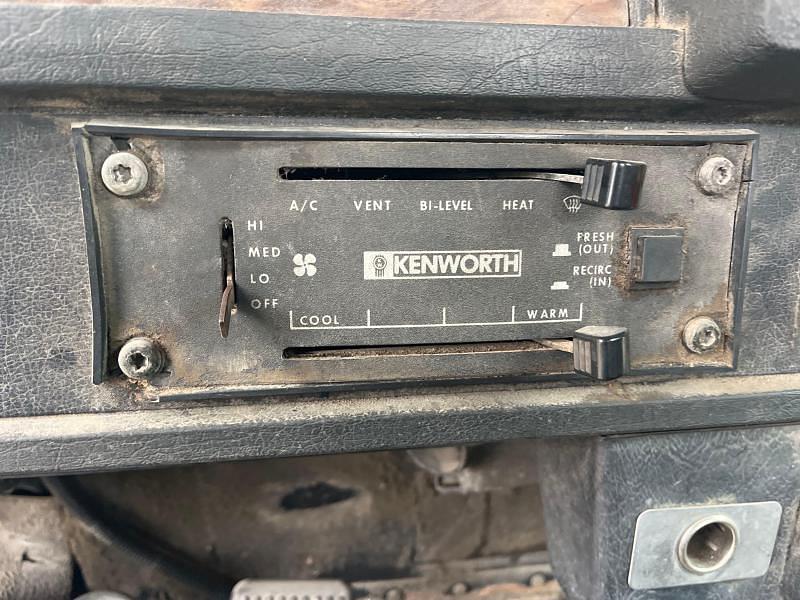 A/C VENT BI-LEVEL HEAT
HI
MED
LO
OFF
KENWORTH
FRESH
(OUT)
RECIRC
(IN)
COOL WARM